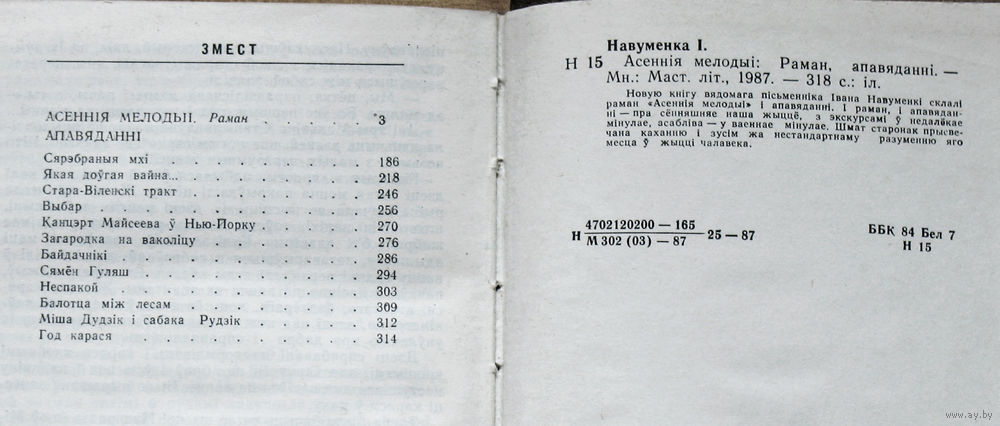 ЗМЕСТ
АСЕННІЯ МЕЛОДЫІ. Раман . . . . . 3
АПАВЯДАННІ
Сярэбраныя мхі . . . . . . . . . 186
Якая доўгая вайна... . . . . . . . . 218
Стара-Віленскі тракт . . . . . . . . 246
Выбар . . . . . . . . . . . . 256
Канцэрт Майсеева ў Нью-Йорку . . . . . 270
Загародка на ваколіцу . . . . . . . 276
Байдачнікі . . . . . . . . . . 286
Сямён Гуляш . . . . . . . . . . 294
Неспакой . . . . . . . . . . . 303
Балотца між лесам . . . . . . . . 309
Міша Дудзік і сабака Рудзік . . . . . . 312
Год карася . . . . . . . . . . 314
Навуменка І.
Н 15 Асеннія мелодыі: Раман, апавяданні. —
Мн.: Маст. літ., 1987. — 318 с.: іл.
Новую кнігу вядомага пісьменніка Івана Навуменкі склалі
раман «Асеннія мелодыі» і апавяданні. І раман, і апавядан-
ні — пра сённяшняе наша жыццё, з экскурсамі ў недалёкае
мінулае, асабліва — у ваеннае мінулае. Шмат старонак прысве-
чана каханню і зусім жа нестандартнаму разуменню яго
месца ў жыцці чалавека.
4702120200 — 165
Н ——— 25 — 87
М 302 (03) — 87
ББК 84 Бел 7
Н 15
www.ay.by